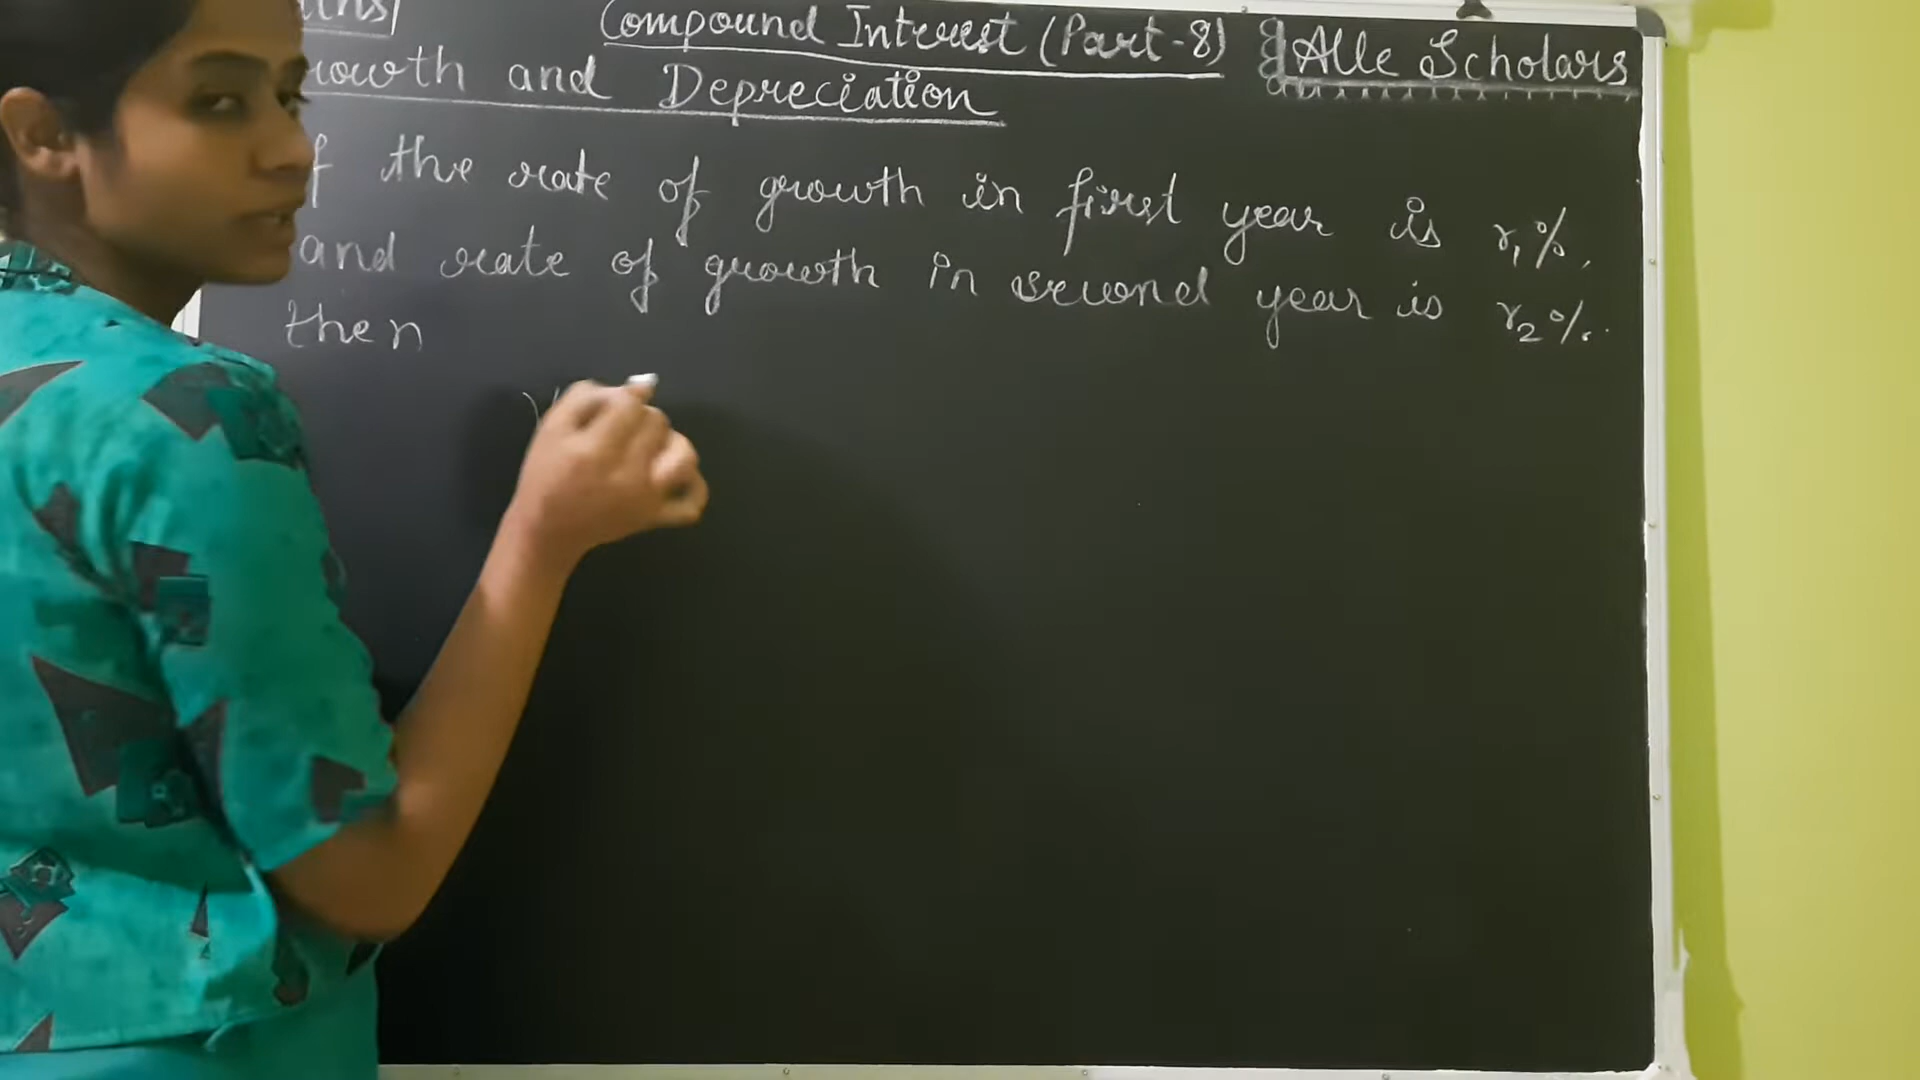 Compound Interest (Part-8)
Alle Scholars
and Depreciation
the rate of growth in first year is r₁%.
and rate of growth in second year is r₂%.
then